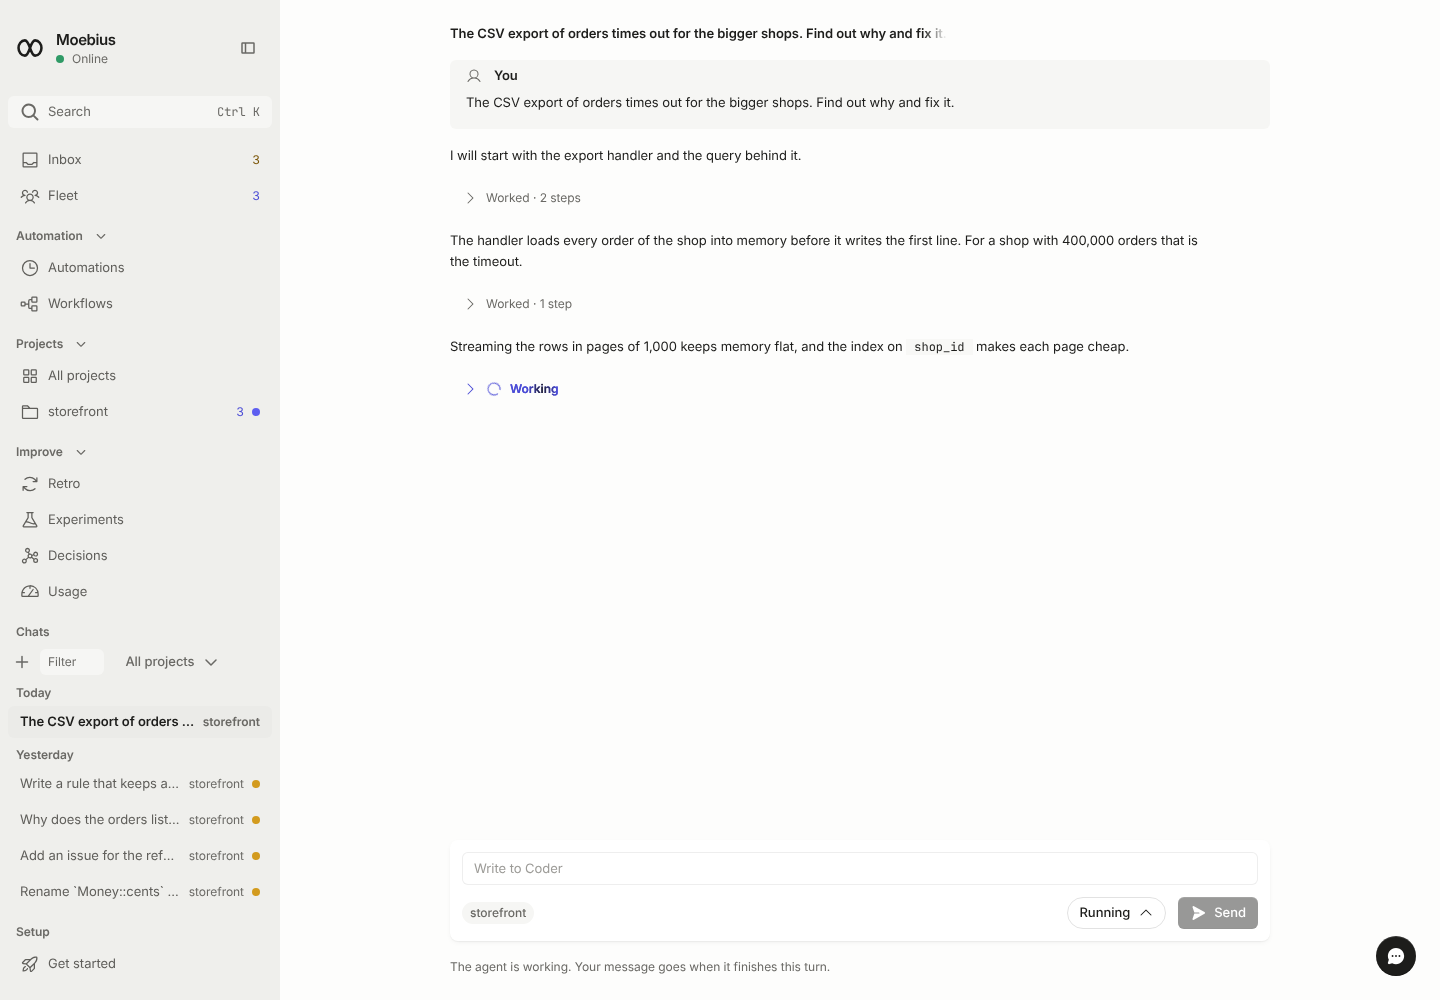 Moebius
Online
Search
Ctrl K
Inbox
3
Fleet
3
Automation
Automations
Workflows
Projects
All projects
storefront
3
Improve
Retro
Experiments
Decisions
Usage
Chats
Filter
All projects
Today
The CSV export of orders ...
storefront
Yesterday
Write a rule that keeps a...
storefront
Why does the orders list...
storefront
Add an issue for the ref...
storefront
Rename `Money::cents` ...
storefront
Setup
Get started
The CSV export of orders times out for the bigger shops. Find out why and fix it.
You
The CSV export of orders times out for the bigger shops. Find out why and fix it.
I will start with the export handler and the query behind it.
Worked · 2 steps
The handler loads every order of the shop into memory before it writes the first line. For a shop with 400,000 orders that is
the timeout.
Worked · 1 step
Streaming the rows in pages of 1,000 keeps memory flat, and the index on shop_id makes each page cheap.
Working
Write to Coder
storefront
Running
Send
The agent is working. Your message goes when it finishes this turn.